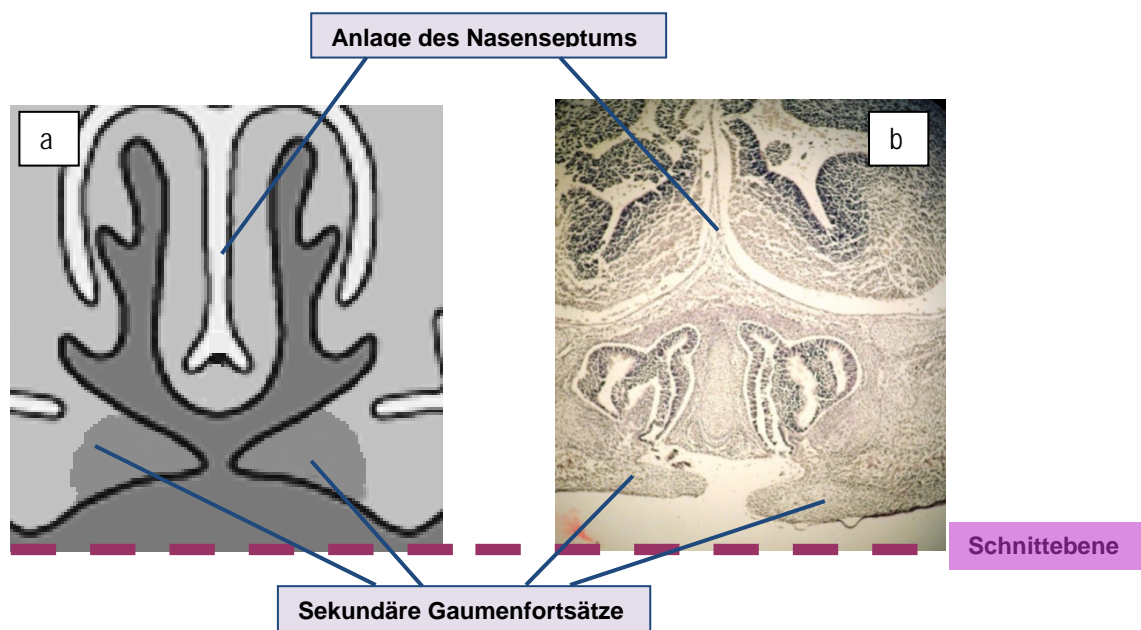 Anlage des Nasenseptums
a
b
Schnittebene
Sekundäre Gaumenfortsätze